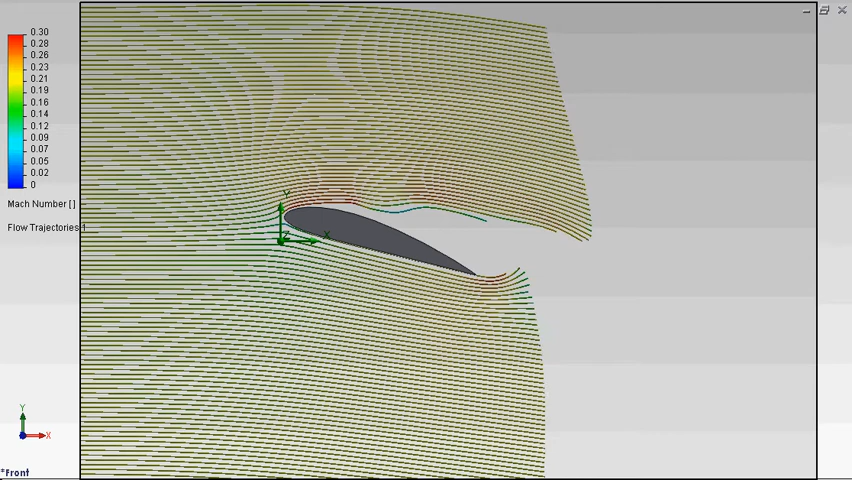 0.30
0.28
0.26
0.23
0.21
0.19
0.16
0.14
0.12
0.09
0.07
0.05
0.02
0
Mach Number [ ]
Flow Trajectories 1
Y
Z
X
Y
X
*Front